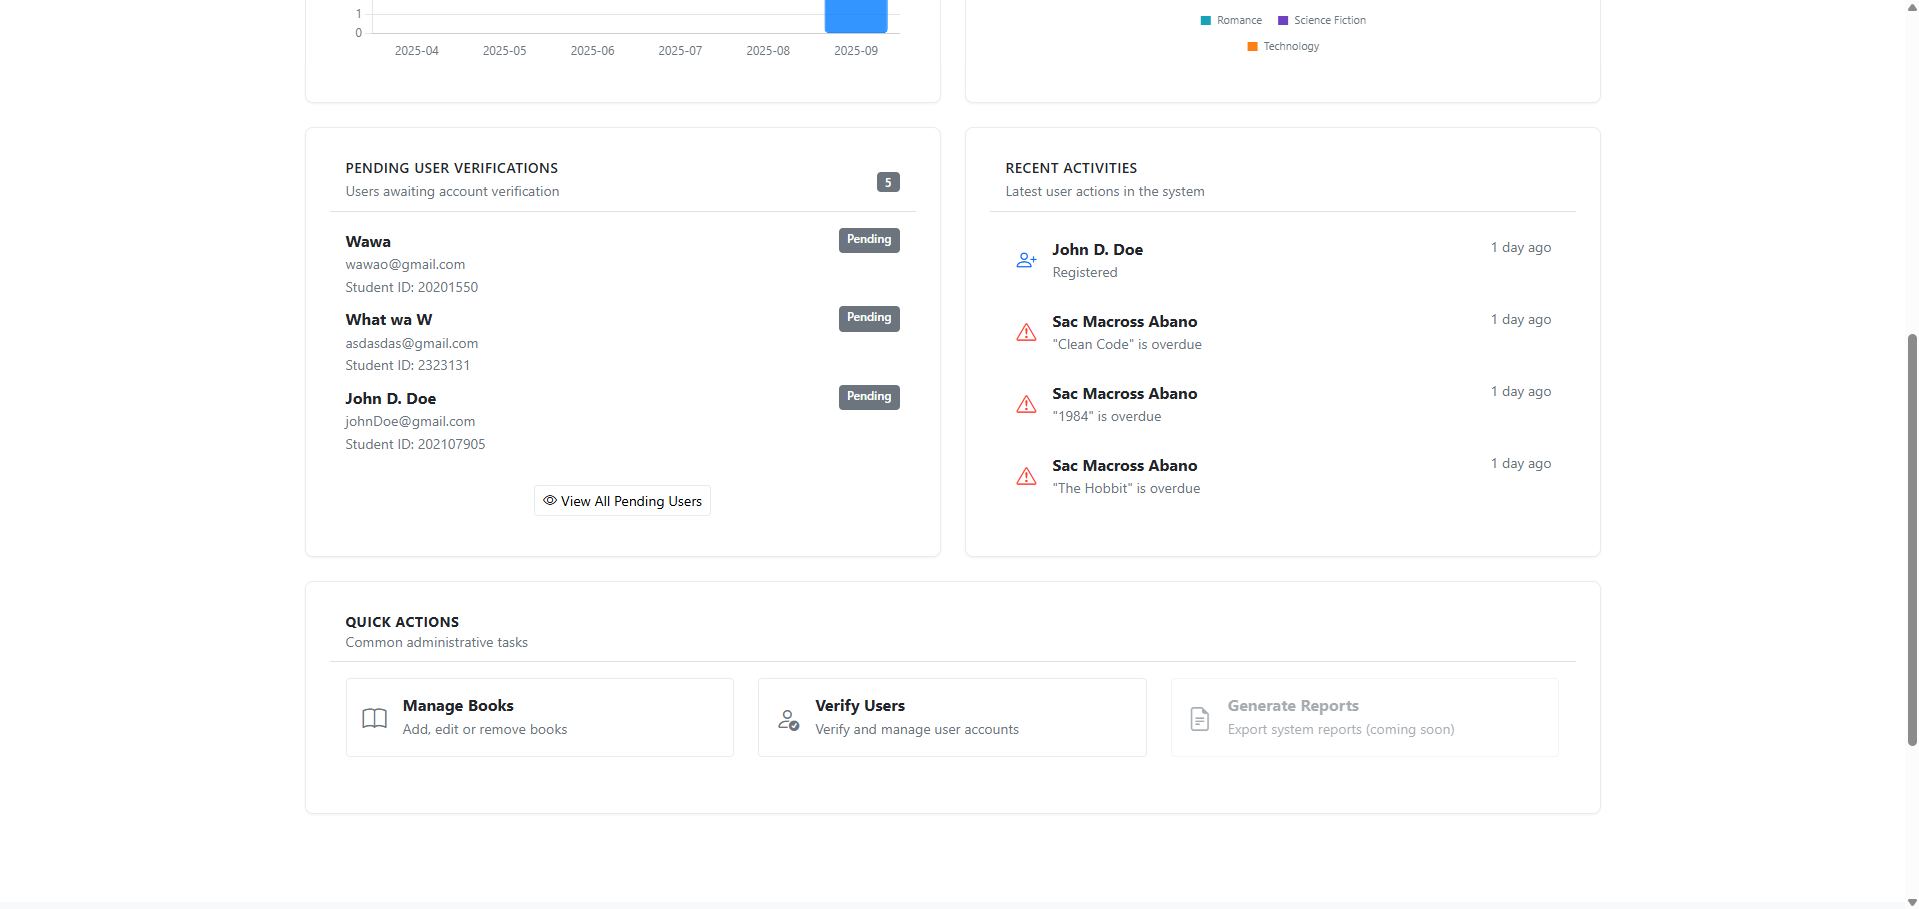 1
0
2025-04 2025-05 2025-06 2025-07 2025-08 2025-09
Romance Science Fiction
Technology
PENDING USER VERIFICATIONS
Users awaiting account verification
5
Wawa
Pending
wawao@gmail.com
Student ID: 20201550
What wa W
Pending
asdasdas@gmail.com
Student ID: 2323131
John D. Doe
Pending
johnDoe@gmail.com
Student ID: 202107905
View All Pending Users
RECENT ACTIVITIES
Latest user actions in the system
John D. Doe
1 day ago
Registered
Sac Macross Abano
1 day ago
"Clean Code" is overdue
Sac Macross Abano
1 day ago
"1984" is overdue
Sac Macross Abano
1 day ago
"The Hobbit" is overdue
QUICK ACTIONS
Common administrative tasks
Manage Books
Add, edit or remove books
Verify Users
Verify and manage user accounts
Generate Reports
Export system reports (coming soon)